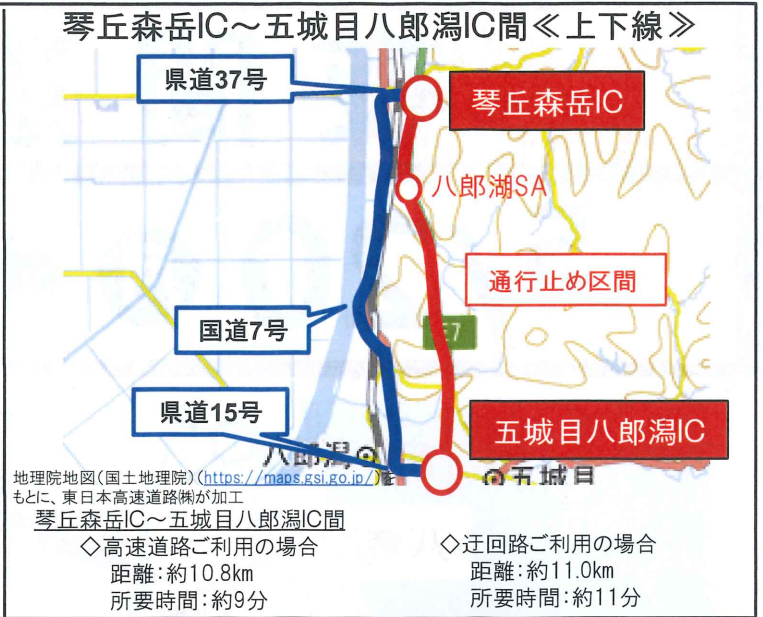 琴丘森岳IC～五城目八郎潟IC間≪上下線≫
県道37号
琴丘森岳IC
八郎湖SA
通行止め区間
国道7号
E7
県道15号
五城目八郎潟IC
八郎潟
五城目
地理院地図(国土地理院)(https://maps.gsi.go.jp/)を
もとに、東日本高速道路㈱が加工
琴丘森岳IC～五城目八郎潟IC間
◇高速道路ご利用の場合
距離:約10.8km
所要時間:約9分
◇迂回路ご利用の場合
距離:約11.0km
所要時間:約11分